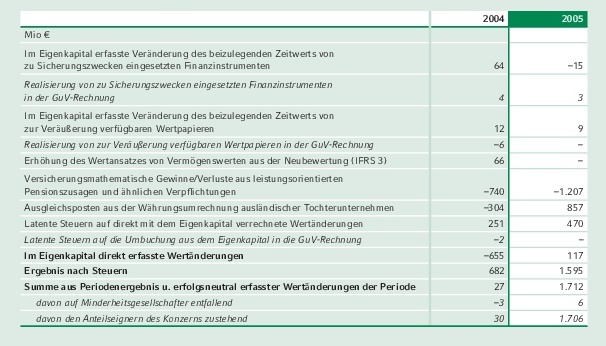 2004 2005
Mio €
Im Eigenkapital erfasste Veränderung des beizulegenden Zeitwerts von
zu Sicherungszwecken eingesetzten Finanzinstrumenten 64 –15
Realisierung von zu Sicherungszwecken eingesetzten Finanzinstrumenten
in der GuV-Rechnung 4 3
Im Eigenkapital erfasste Veränderung des beizulegenden Zeitwerts von
zur Veräußerung verfügbaren Wertpapieren 12 9
Realisierung von zur Veräußerung verfügbaren Wertpapieren in der GuV-Rechnung –6 –
Erhöhung des Wertansatzes von Vermögenswerten aus der Neubewertung (IFRS 3) 66 –
Versicherungsmathematische Gewinne/Verluste aus leistungsorientierten
Pensionszusagen und ähnlichen Verpflichtungen –740 –1.207
Ausgleichsposten aus der Währungsumrechnung ausländischer Tochterunternehmen –304 857
Latente Steuern auf direkt mit dem Eigenkapital verrechnete Wertänderungen 251 470
Latente Steuern auf die Umbuchung aus dem Eigenkapital in die GuV-Rechnung –2 –
Im Eigenkapital direkt erfasste Wertänderungen –655 117
Ergebnis nach Steuern 682 1.595
Summe aus Periodenergebnis u. erfolgsneutral erfasster Wertänderungen der Periode 27 1.712
davon auf Minderheitsgesellschafter entfallend –3 6
davon den Anteilseignern des Konzerns zustehend 30 1.706